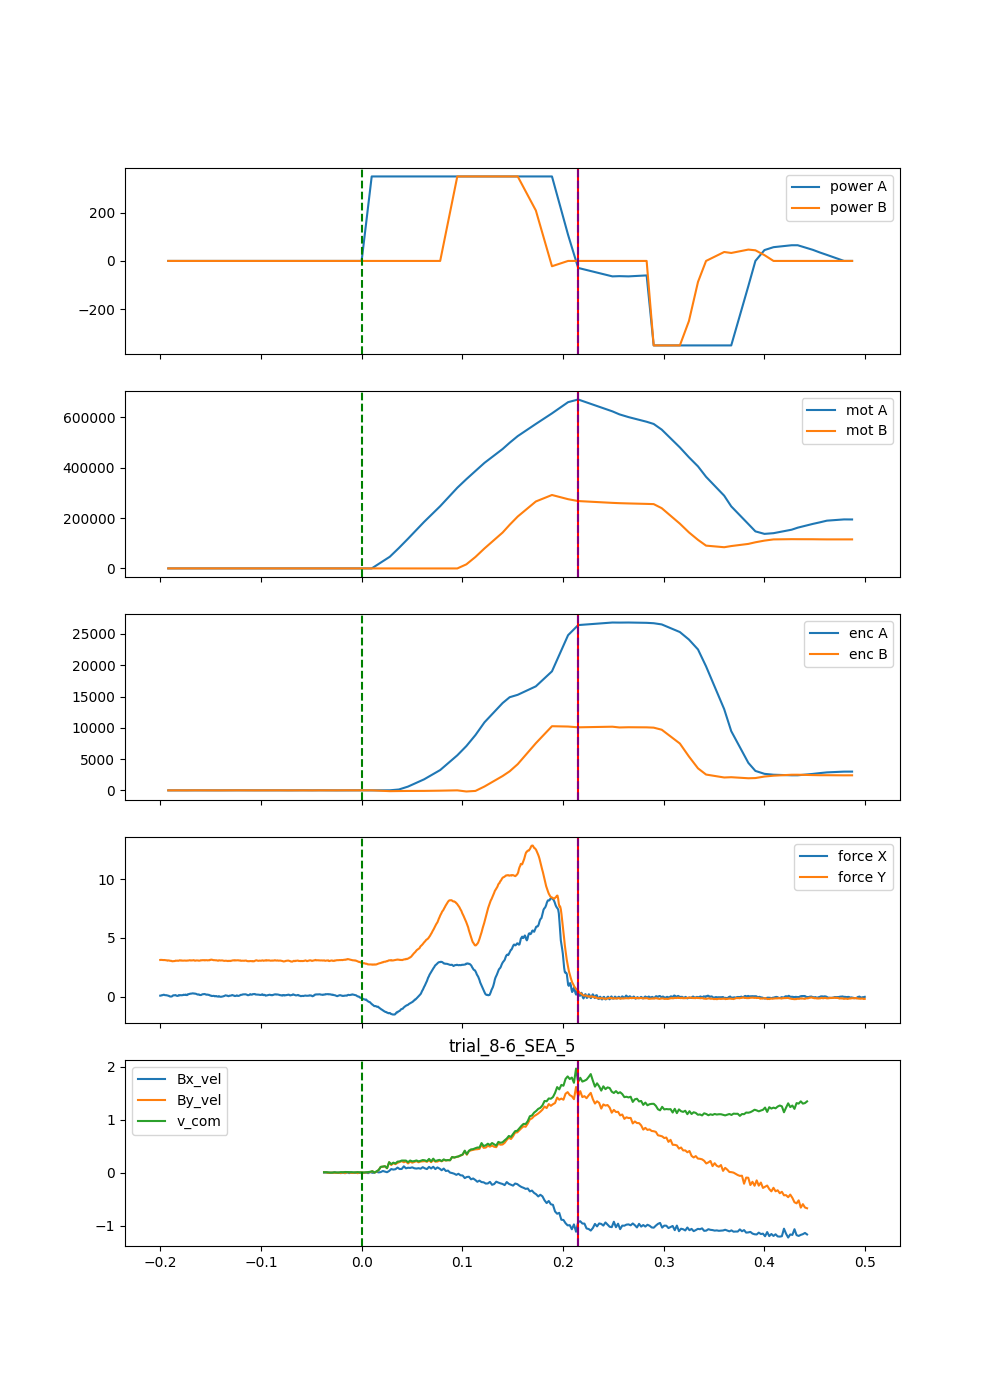 200
0
−200
power A
power B
600000
400000
200000
0
mot A
mot B
25000
20000
15000
10000
5000
0
enc A
enc B
10
5
0
force X
force Y
trial_8-6_SEA_5
2
1
0
−1
Bx_vel
By_vel
v_com
−0.2 −0.1 0.0 0.1 0.2 0.3 0.4 0.5